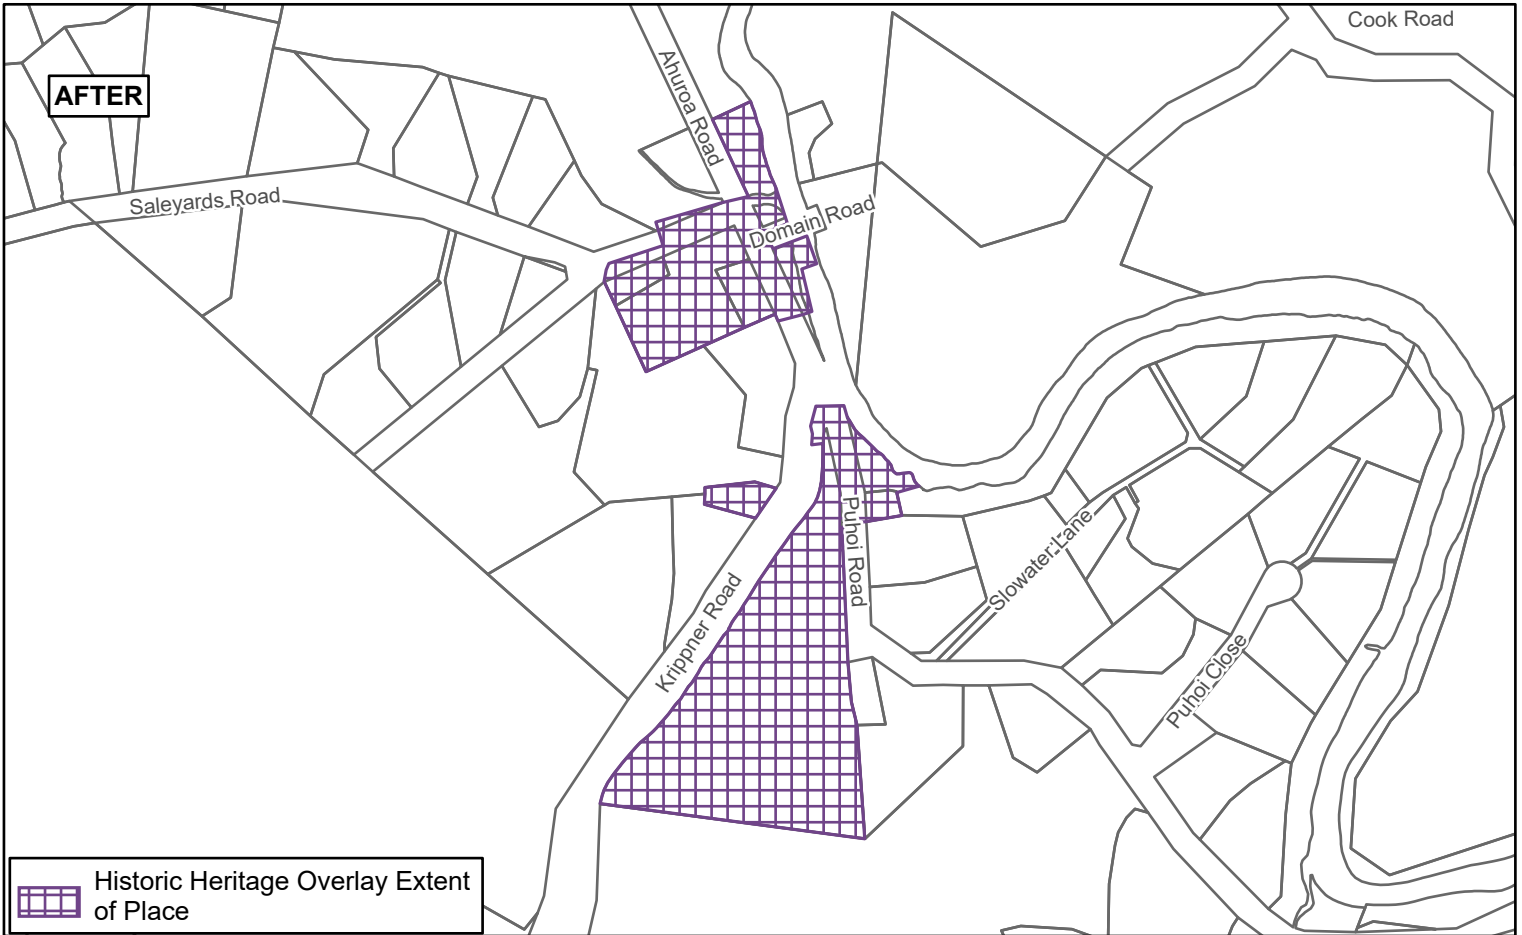 Cook Road
AFTER
Ahuroa Road
Saleyards Road
Domain Road
Puhoi Road
Slowater Lane
Krippner Road
Puhoi Close
Historic Heritage Overlay Extent
of Place